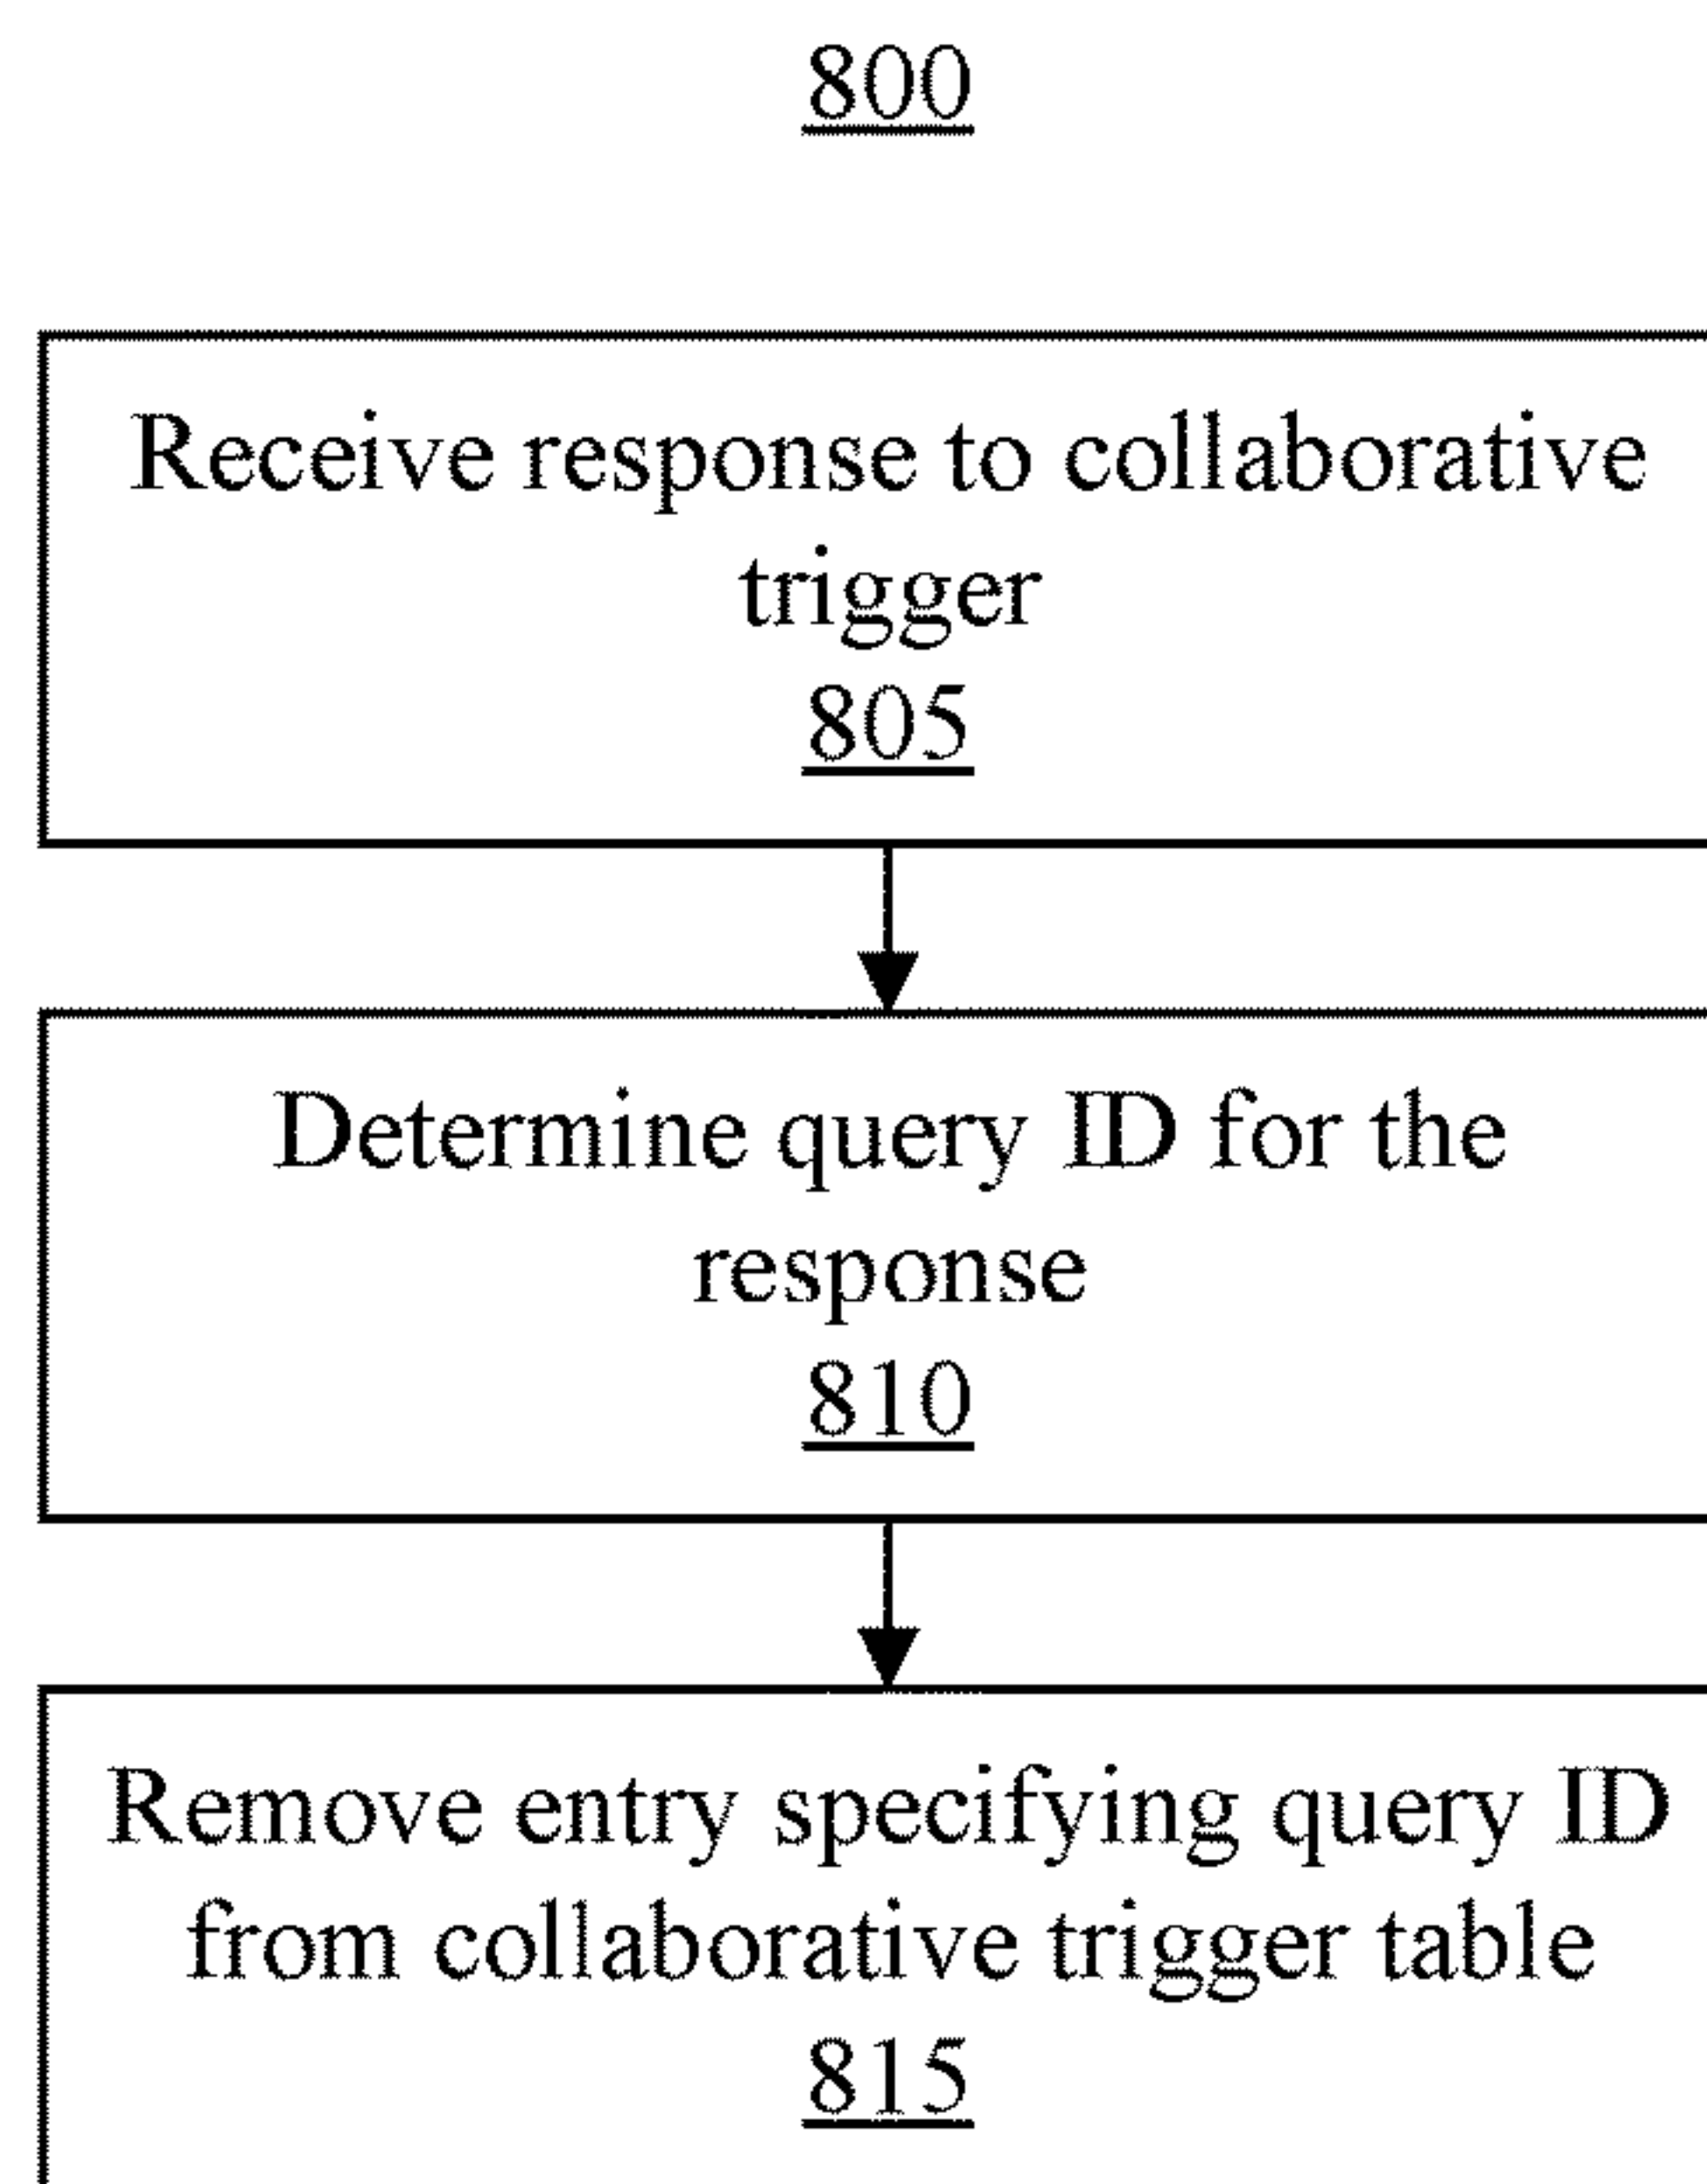 800
Receive response to collaborative
trigger
805
Determine query ID for the
response
810
Remove entry specifying query ID
from collaborative trigger table
815